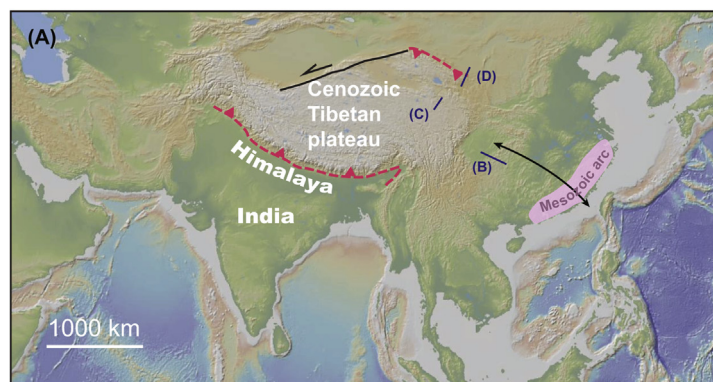 (A)
(D)
Cenozoic
Tibetan
plateau
(C)
(B)
Himalaya
Mesozoic arc
India
1000 km